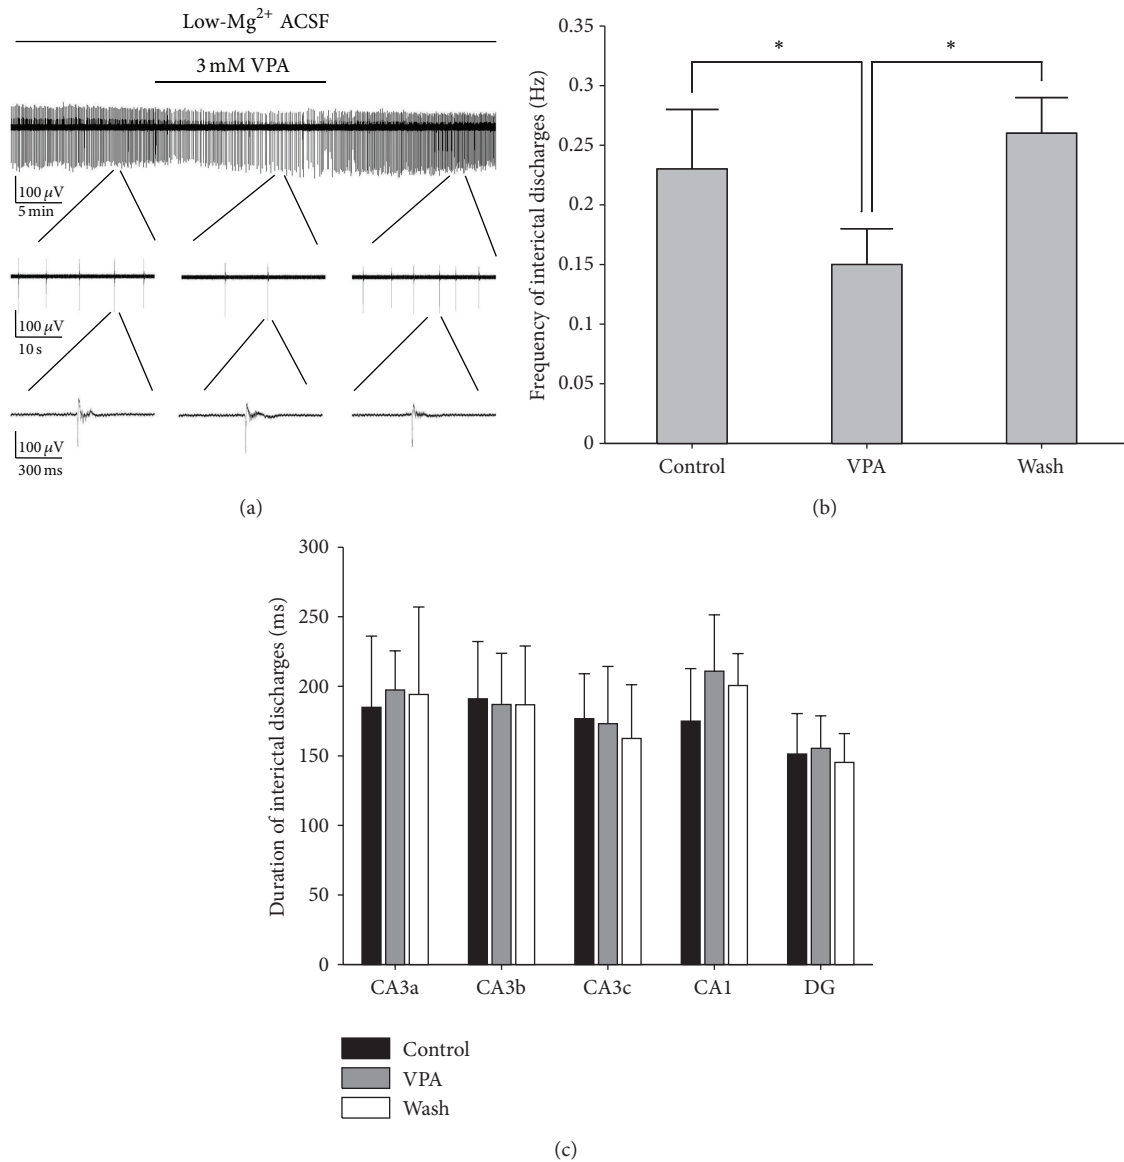 Low-Mg2+ ACSF
3 mM VPA
100 μV
5 min
100 μV
10 s
100 μV
300 ms
(a)
Frequency of interictal discharges (Hz)
0.35
0.3
0.25
0.2
0.15
0.1
0.05
0
* *
Control VPA Wash
(b)
Duration of interictal discharges (ms)
300
250
200
150
100
50
0
CA3a CA3b CA3c CA1 DG
Control
VPA
Wash
(c)